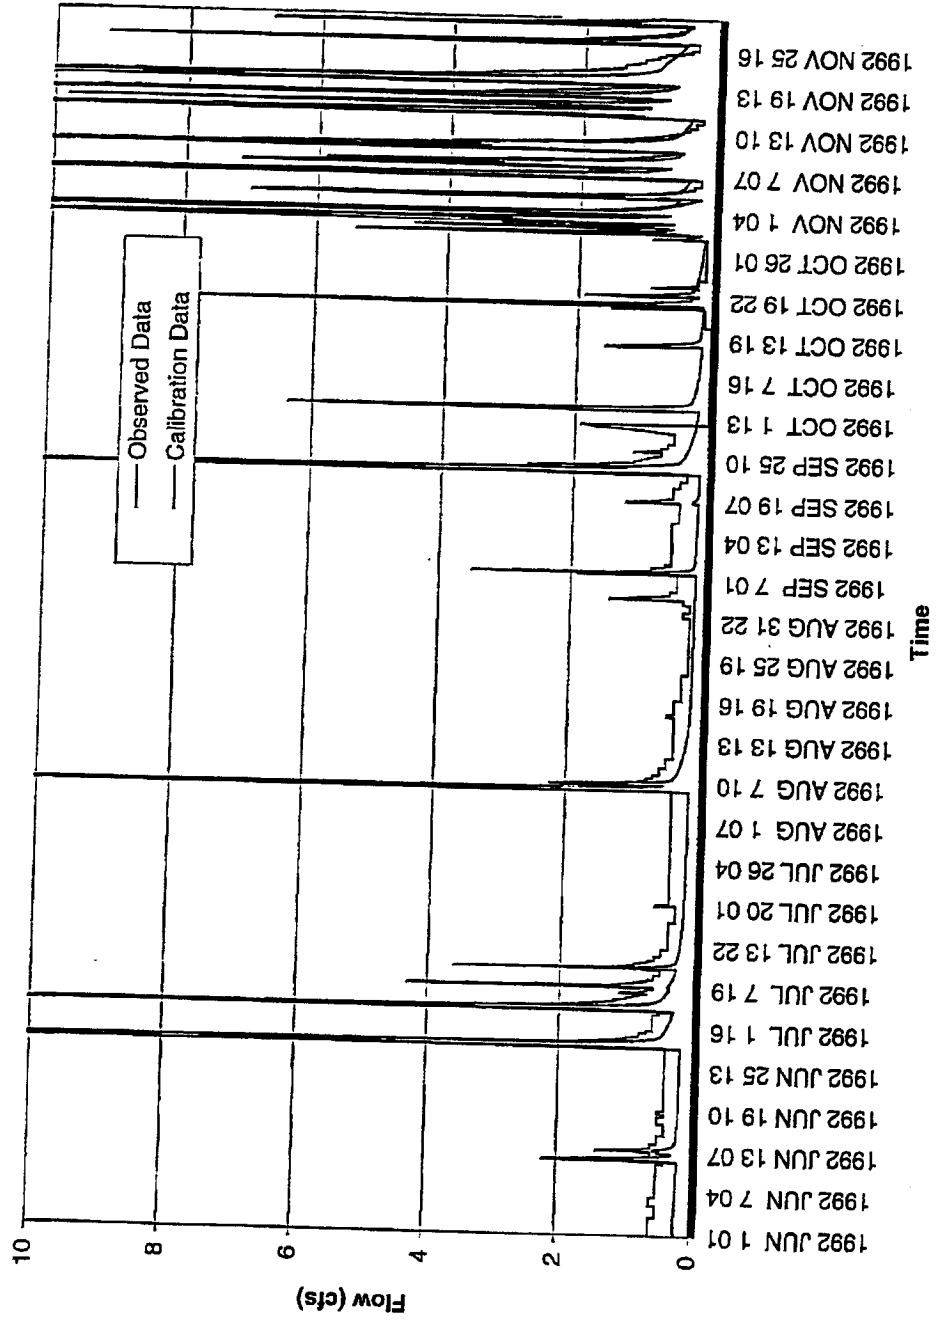 Flow (cfs)
10
8
6
4
2
0
Observed Data
Calibration Data
1992 JUN 1 01
1992 JUN 7 04
1992 JUN 13 07
1992 JUN 19 10
1992 JUN 25 13
1992 JUL 1 16
1992 JUL 7 19
1992 JUL 13 22
1992 JUL 20 01
1992 JUL 26 04
1992 AUG 1 07
1992 AUG 7 10
1992 AUG 13 13
1992 AUG 19 16
1992 AUG 25 19
1992 AUG 31 22
1992 SEP 7 01
1992 SEP 13 04
1992 SEP 19 07
1992 SEP 25 10
1992 OCT 1 13
1992 OCT 7 16
1992 OCT 13 19
1992 OCT 19 22
1992 OCT 26 01
1992 NOV 1 04
1992 NOV 7 07
1992 NOV 13 10
1992 NOV 19 13
1992 NOV 25 16
Time